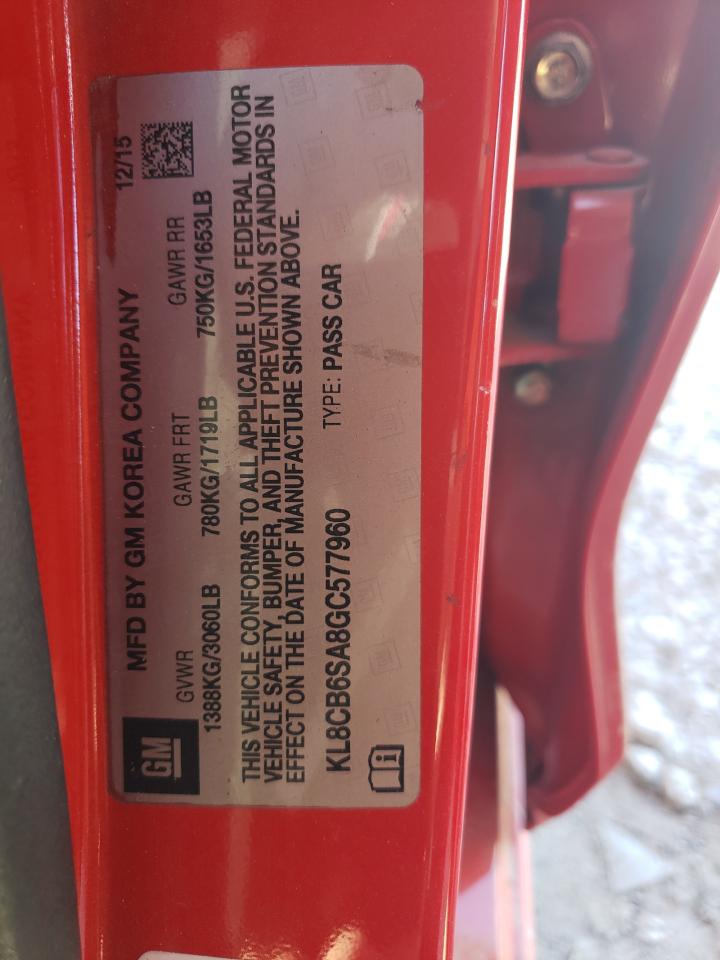 GM
MFD BY GM KOREA COMPANY 12/15
GVWR GAWR FRT GAWR RR
1388KG/3060LB 780KG/1719LB 750KG/1653LB
THIS VEHICLE CONFORMS TO ALL APPLICABLE U.S. FEDERAL MOTOR
VEHICLE SAFETY, BUMPER, AND THEFT PREVENTION STANDARDS IN
EFFECT ON THE DATE OF MANUFACTURE SHOWN ABOVE.
KL8CB6SA8GC577960 TYPE: PASS CAR